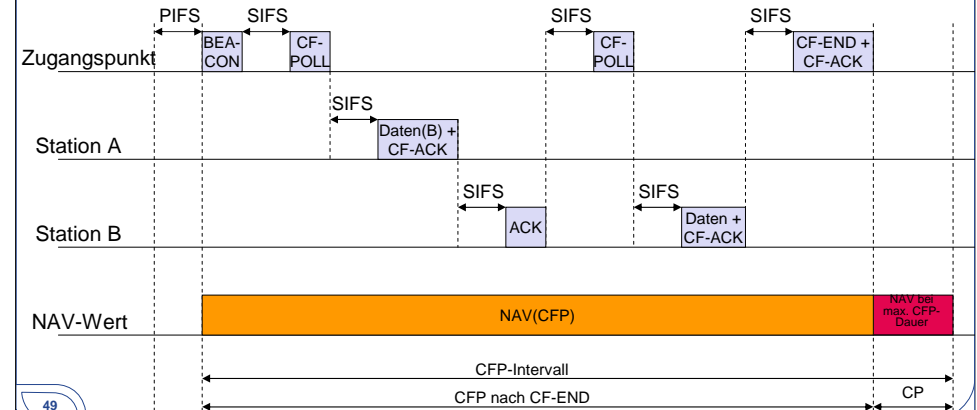 PIFS SIFS SIFS SIFS
Zugangspunkt
BEA-
CON
CF-
POLL
CF-
POLL
CF-END +
CF-ACK
SIFS
Station A
Daten(B) +
CF-ACK
SIFS SIFS
Station B
ACK
Daten +
CF-ACK
NAV-Wert
NAV(CFP)
NAV bei
max. CFP-
Dauer
CFP-Intervall
CFP nach CF-END
CP
49